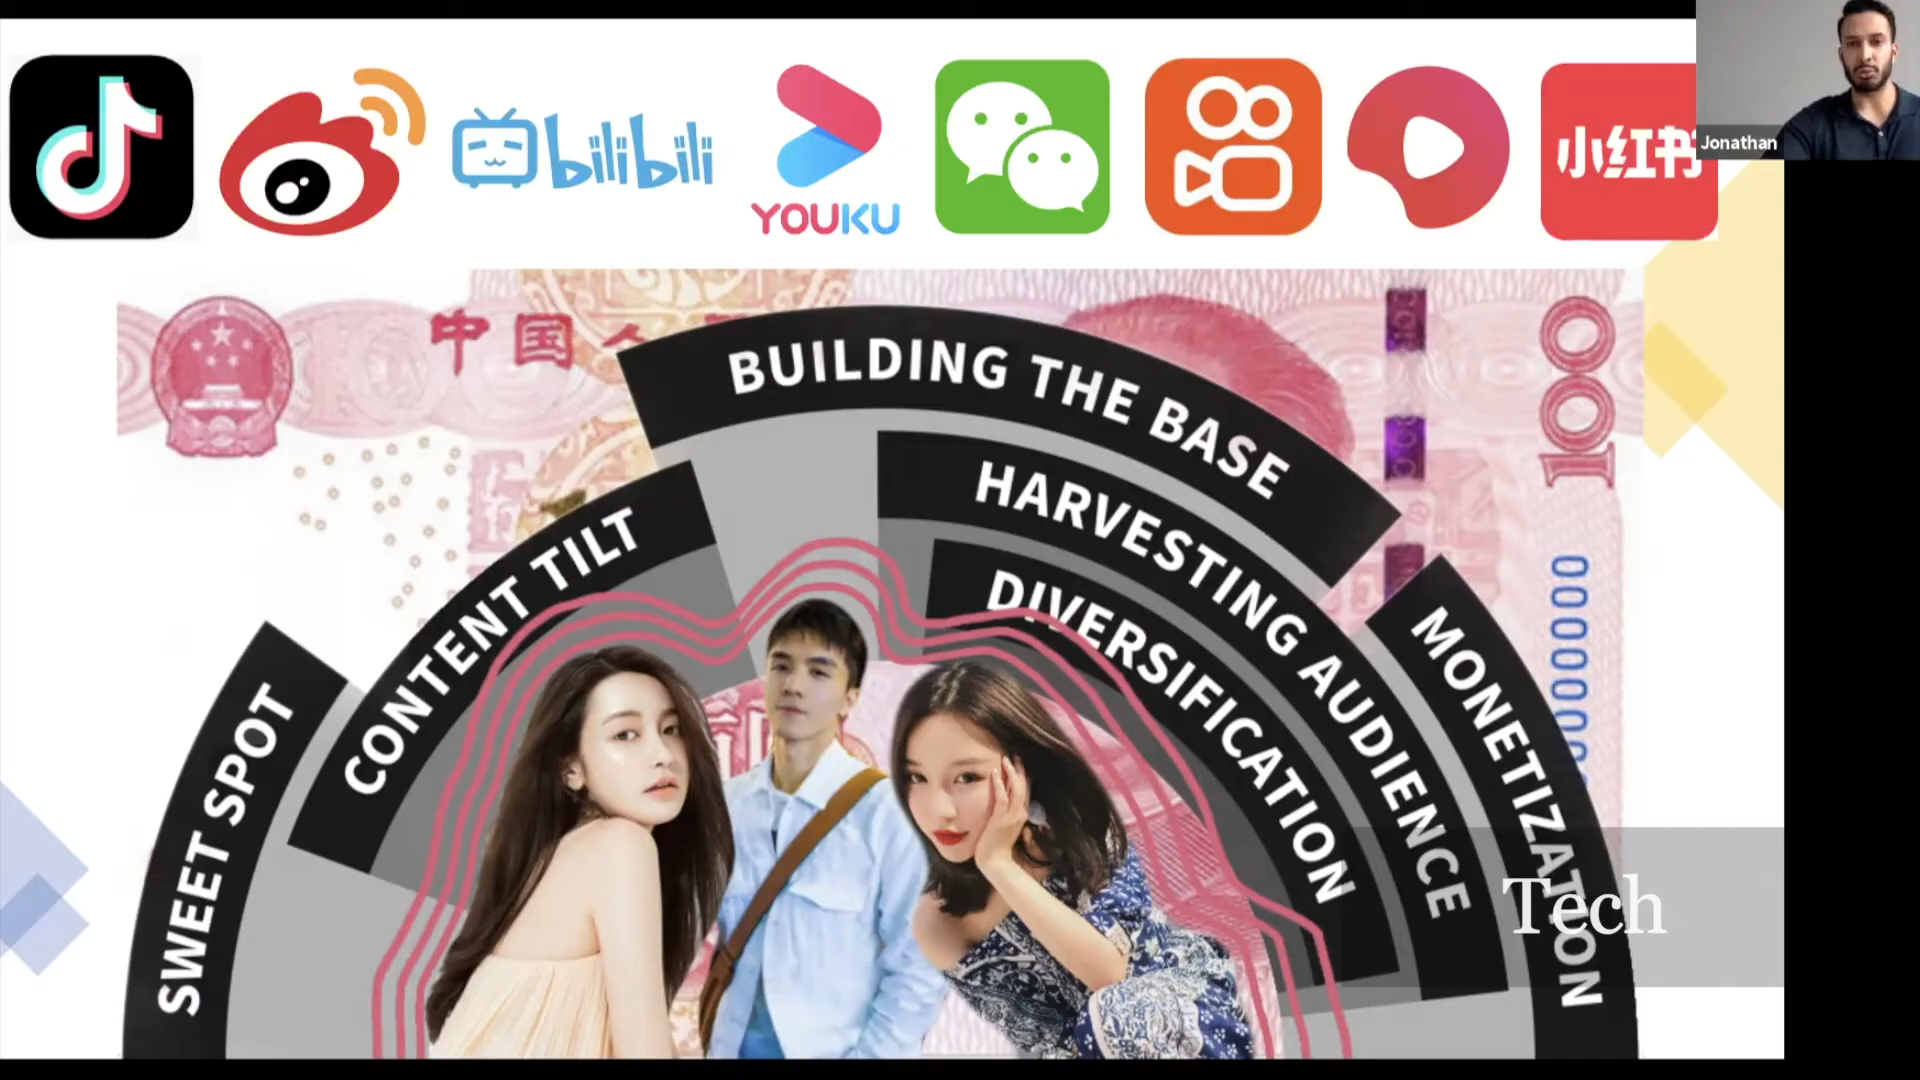 bilibili
YOUKU
小红书
Jonathan
中国人
100
BUILDING THE BASE
HARVESTING AUDIENCE
DIVERSIFICATION
CONTENT TILT
SWEET SPOT
MONETIZATION
Tech